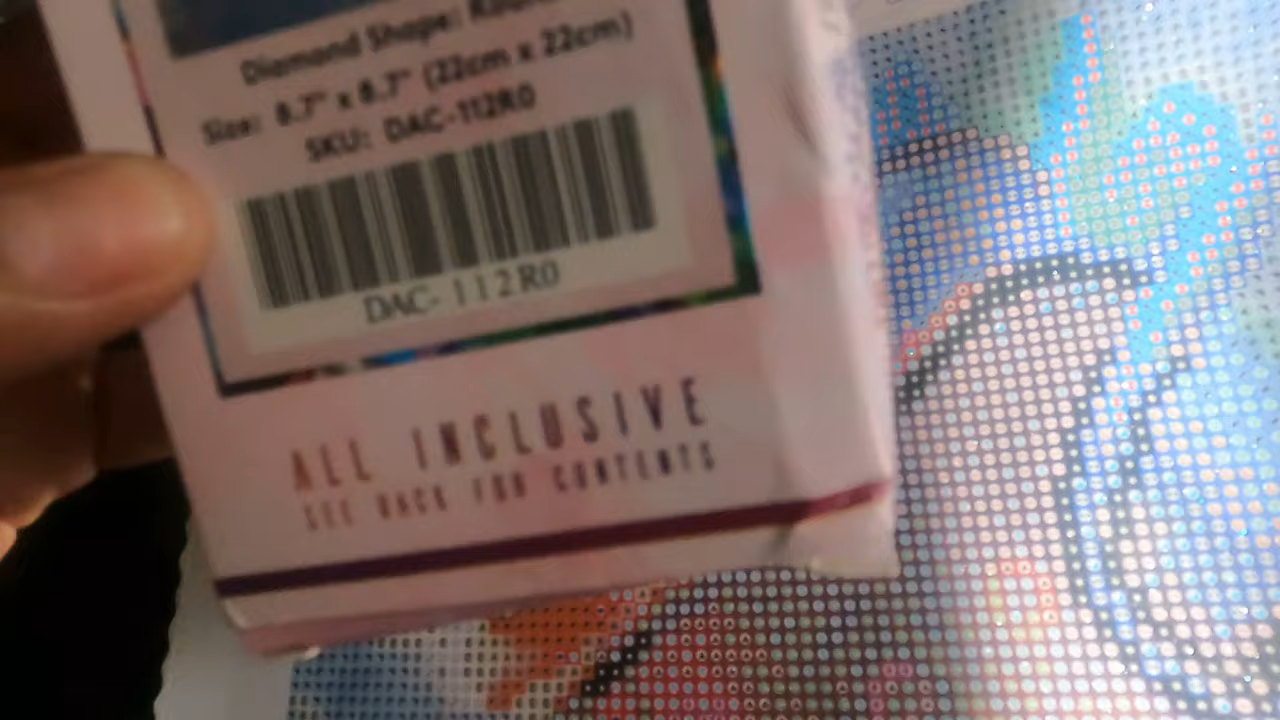 Diamond Shape: Round
Size: 8.7" x 8.7" (22cm x 22cm)
SKU: DAC-112R0
DAC-112R0
ALL INCLUSIVE
SEE BACK FOR CONTENTS